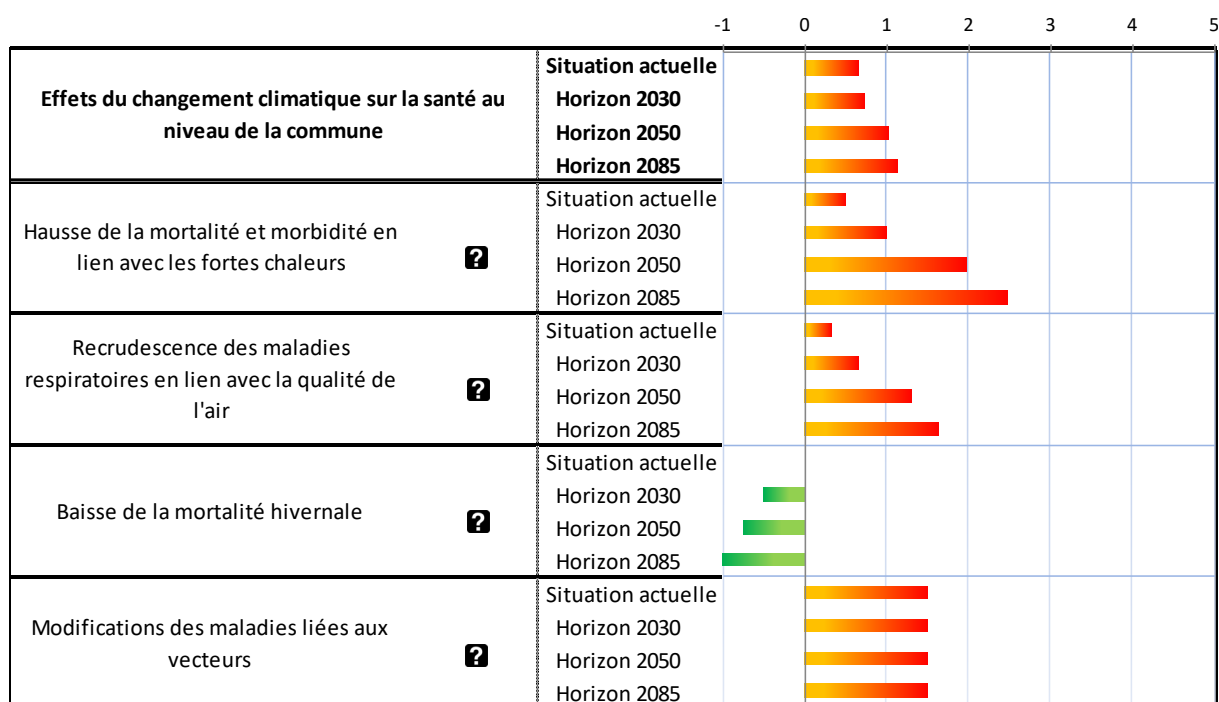 -1 0 1 2 3 4 5
Effets du changement climatique sur la santé au
niveau de la commune
Situation actuelle
Horizon 2030
Horizon 2050
Horizon 2085
Hausse de la mortalité et morbidité en
lien avec les fortes chaleurs
?
Situation actuelle
Horizon 2030
Horizon 2050
Horizon 2085
Recrudescence des maladies
respiratoires en lien avec la qualité de
l'air
?
Situation actuelle
Horizon 2030
Horizon 2050
Horizon 2085
Baisse de la mortalité hivernale
?
Situation actuelle
Horizon 2030
Horizon 2050
Horizon 2085
Modifications des maladies liées aux
vecteurs
?
Situation actuelle
Horizon 2030
Horizon 2050
Horizon 2085